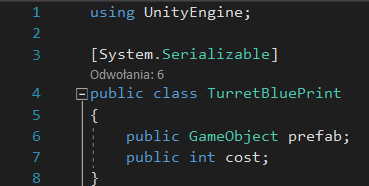 1 using UnityEngine;
2
3 [System.Serializable]
Odwołania: 6
4 public class TurretBluePrint
5 {
6 public GameObject prefab;
7 public int cost;
8 }